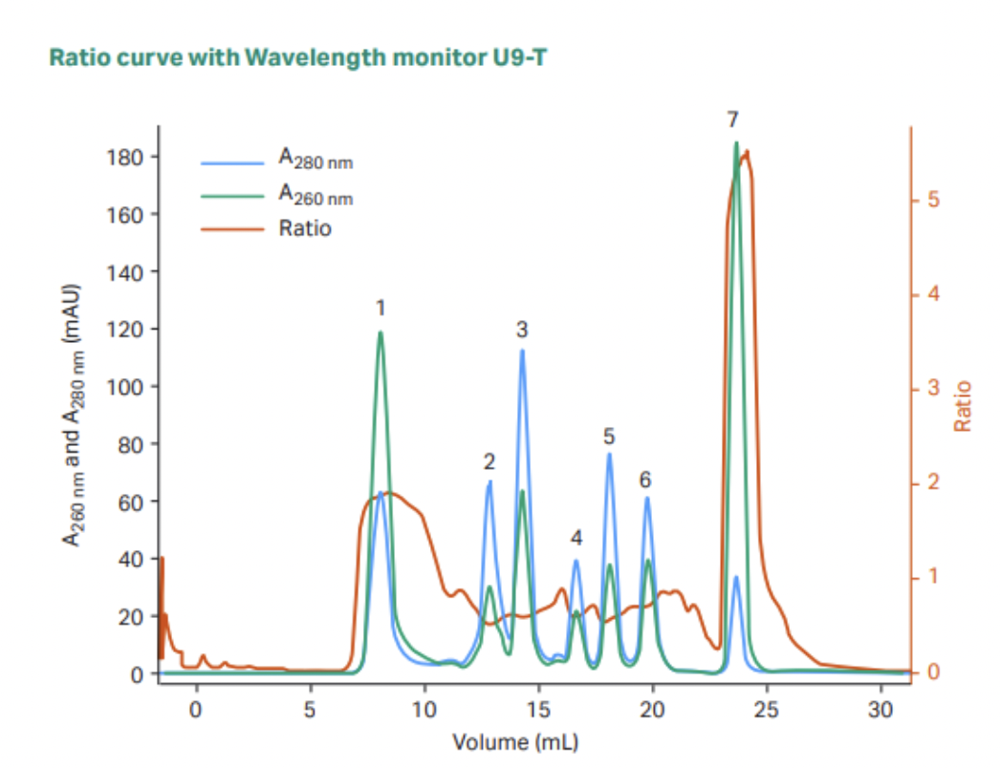 Ratio curve with Wavelength monitor U9-T
A280 nm
A260 nm
Ratio
A260 nm and A280 nm (mAU)
180
160
140
120
100
80
60
40
20
0
1
2
3
4
5
6
7
5
4
3
2
1
0
Ratio
0 5 10 15 20 25 30
Volume (mL)